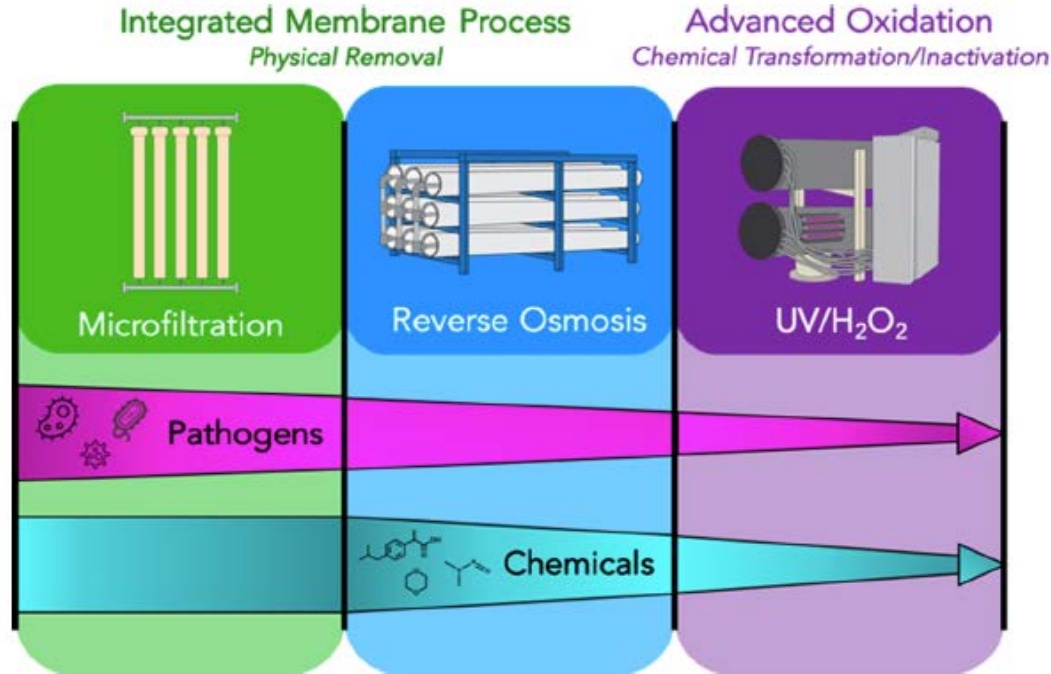 Integrated Membrane Process
Physical Removal
Advanced Oxidation
Chemical Transformation/Inactivation
Microfiltration
Reverse Osmosis
UV/H₂O₂
Pathogens
Chemicals